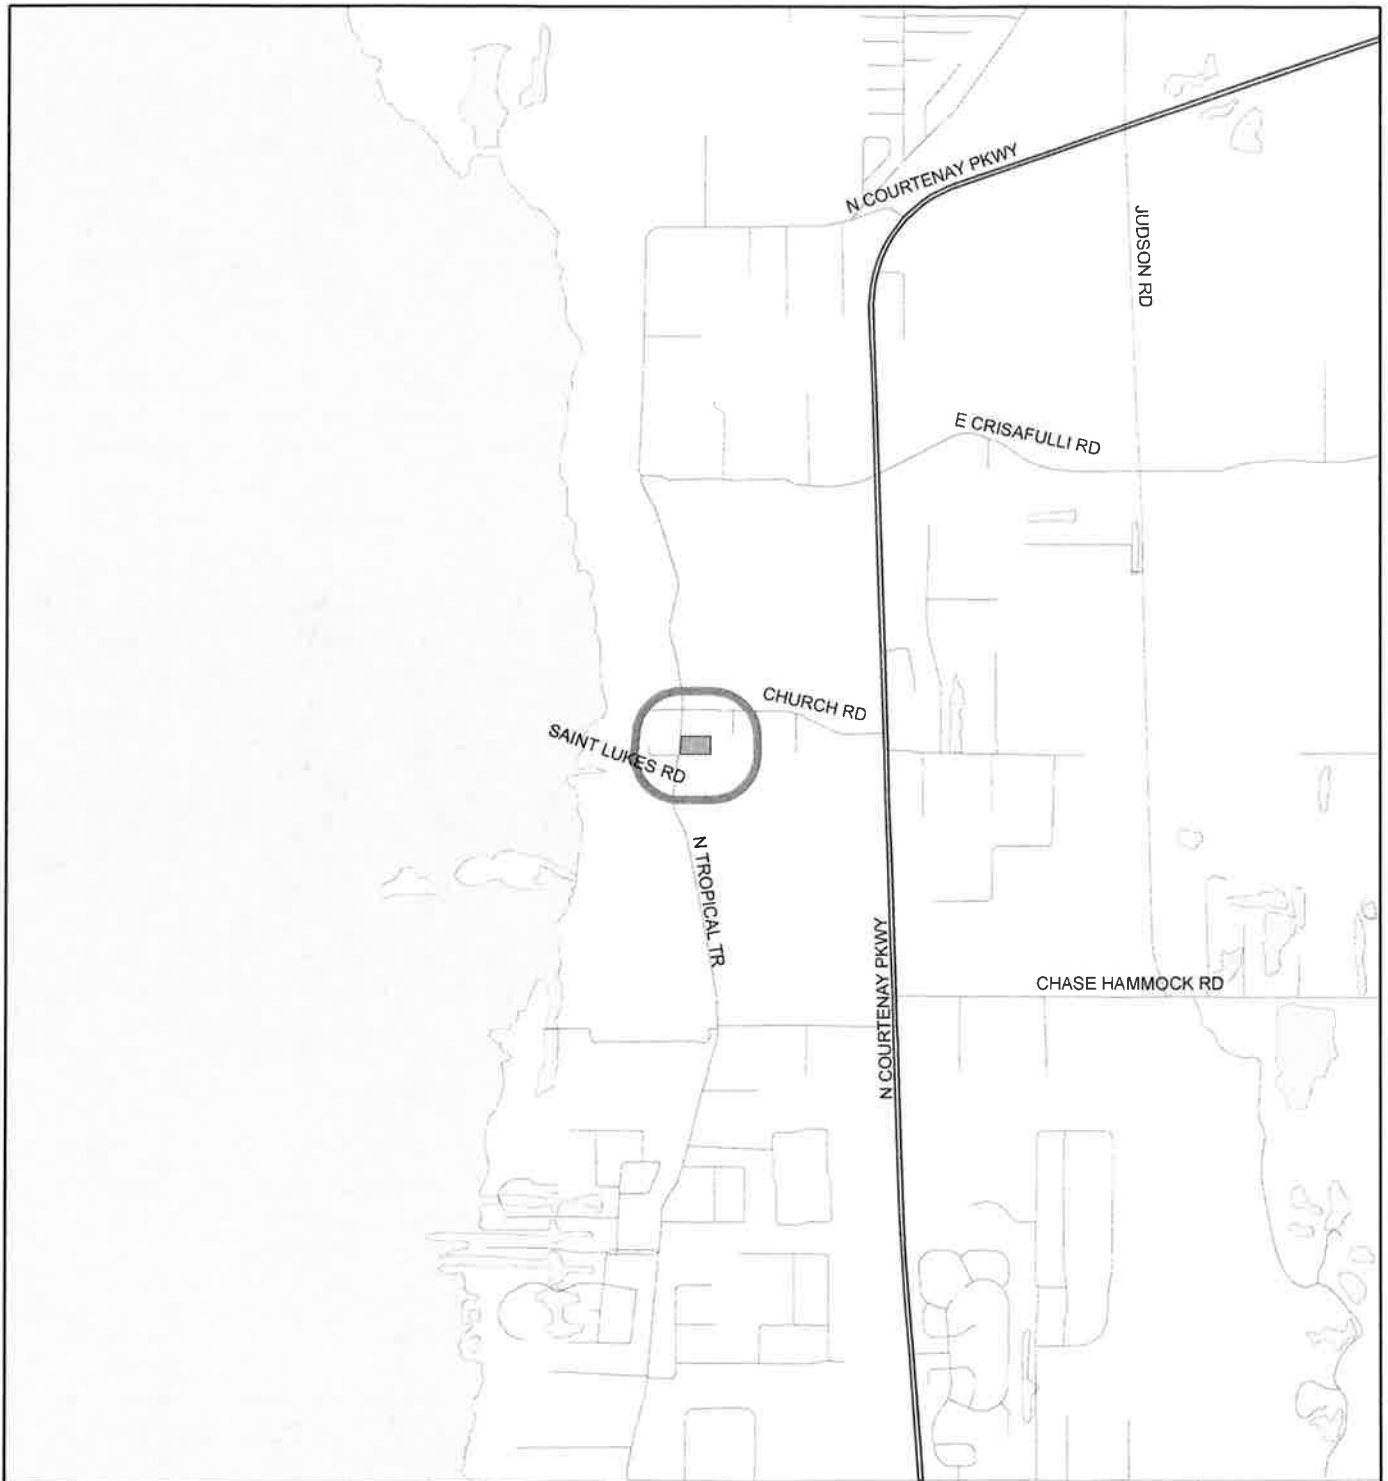 N COURTENAY PKWY
JUDSON RD
E CRISAFULLI RD
CHURCH RD
SAINT LUKES RD
N TROPICAL TR
N COURTENAY PKWY
CHASE HAMMOCK RD